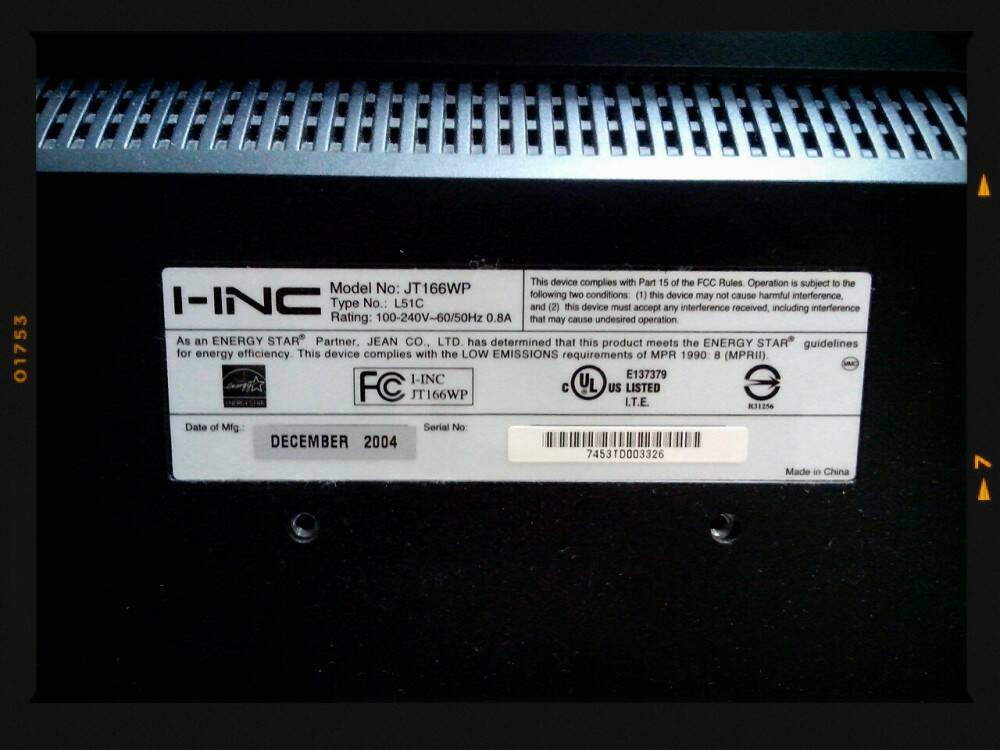 I-INC
Model No: JT166WP
Type No.: L51C
Rating: 100-240V~60/50Hz 0.8A
This device complies with Part 15 of the FCC Rules. Operation is subject to the
following two conditions: (1) this device may not cause harmful interference,
and (2) this device must accept any interference received, including interference
that may cause undesired operation.
As an ENERGY STAR® Partner, JEAN CO., LTD. has determined that this product meets the ENERGY STAR® guidelines
for energy efficiency. This device complies with the LOW EMISSIONS requirements of MPR 1990: 8 (MPRII).
energy
ENERGY STAR
FC I-INC
JT166WP
C UL US LISTED
E137379
I.T.E.
R31256
Date of Mfg.:
DECEMBER 2004
Serial No:
7453TD003326
Made in China
01753
7